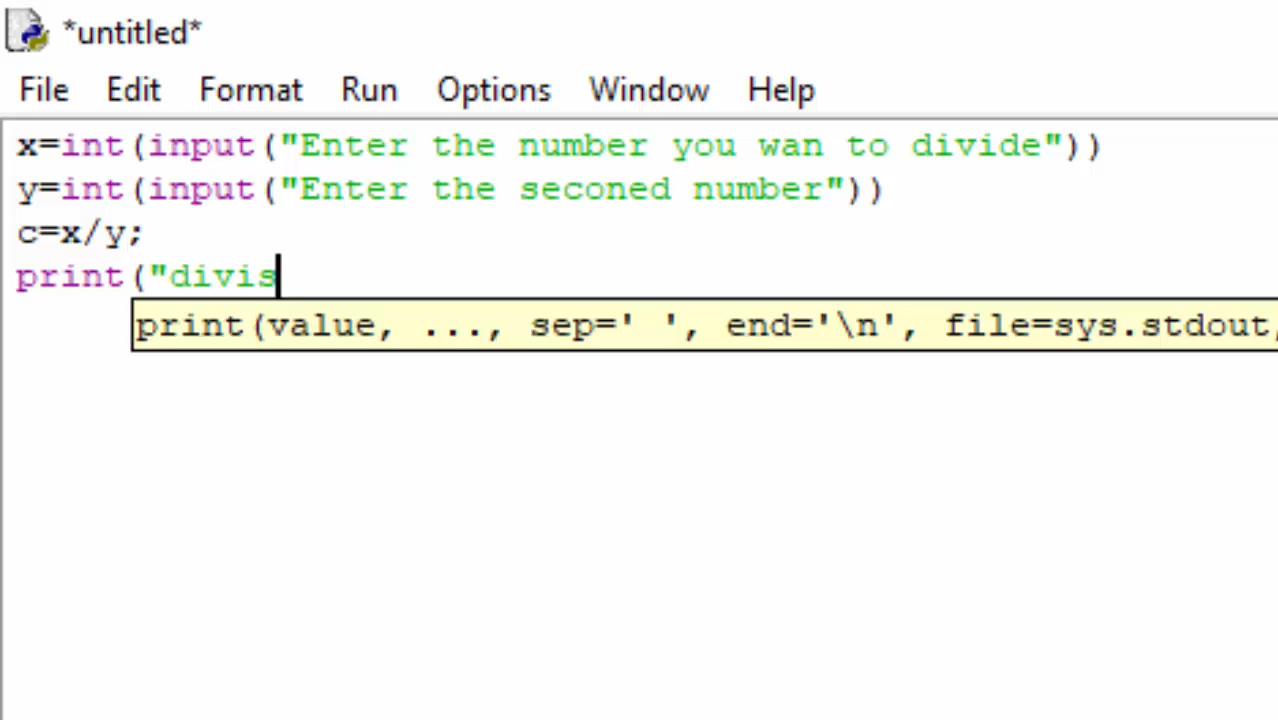 *untitled*
File Edit Format Run Options Window Help
x=int(input("Enter the number you wan to divide"))
y=int(input("Enter the seconed number"))
c=x/y;
print("divis
print(value, ..., sep=' ', end='\n', file=sys.stdout,